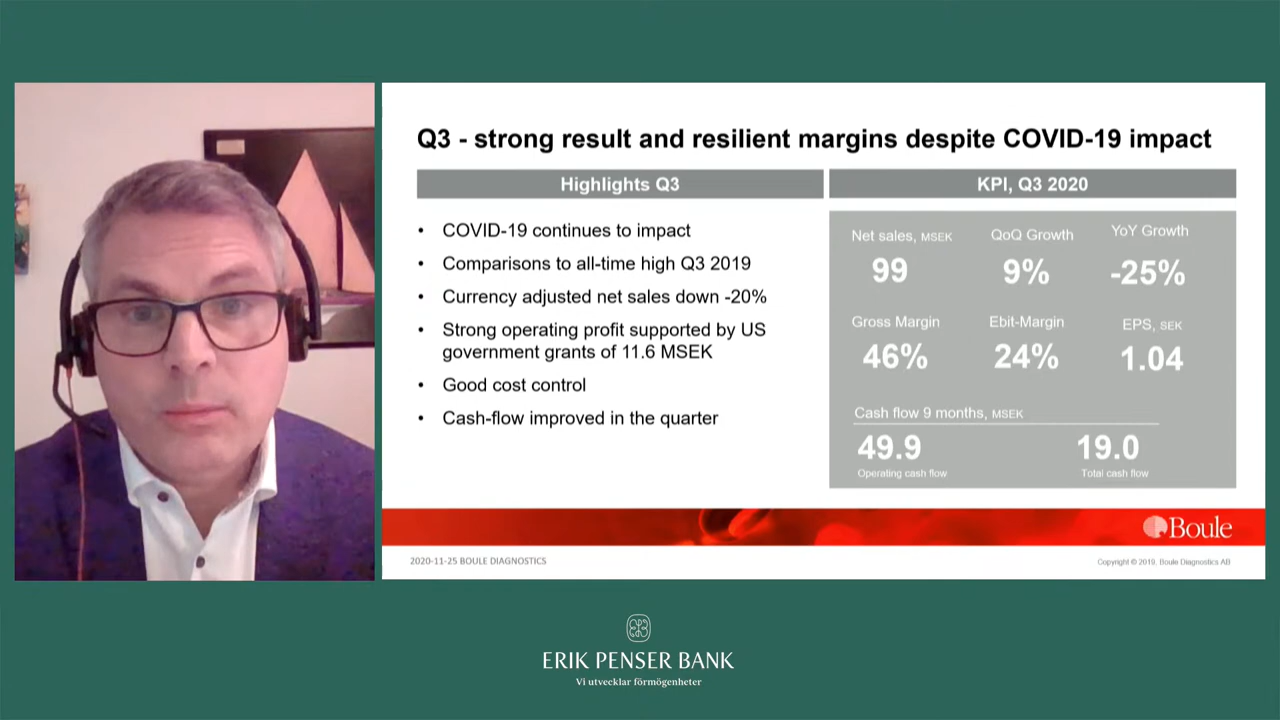 Q3 - strong result and resilient margins despite COVID-19 impact
Highlights Q3
• COVID-19 continues to impact
• Comparisons to all-time high Q3 2019
• Currency adjusted net sales down -20%
• Strong operating profit supported by US
government grants of 11.6 MSEK
• Good cost control
• Cash-flow improved in the quarter
KPI, Q3 2020
Net sales, MSEK
99
QoQ Growth
9%
YoY Growth
-25%
Gross Margin
46%
Ebit-Margin
24%
EPS, SEK
1.04
Cash flow 9 months, MSEK
49.9
Operating cash flow
19.0
Total cash flow
Boule
2020-11-25 BOULE DIAGNOSTICS
Copyright © 2019, Boule Diagnostics AB
ERIK PENSER BANK
Vi utvecklar förmögenheter